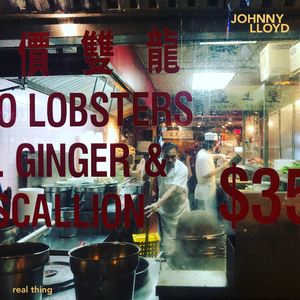 JOHNNY
LLOYD
價雙龍
O LOBSTERS
GINGER &
SCALLION
$35
real thing